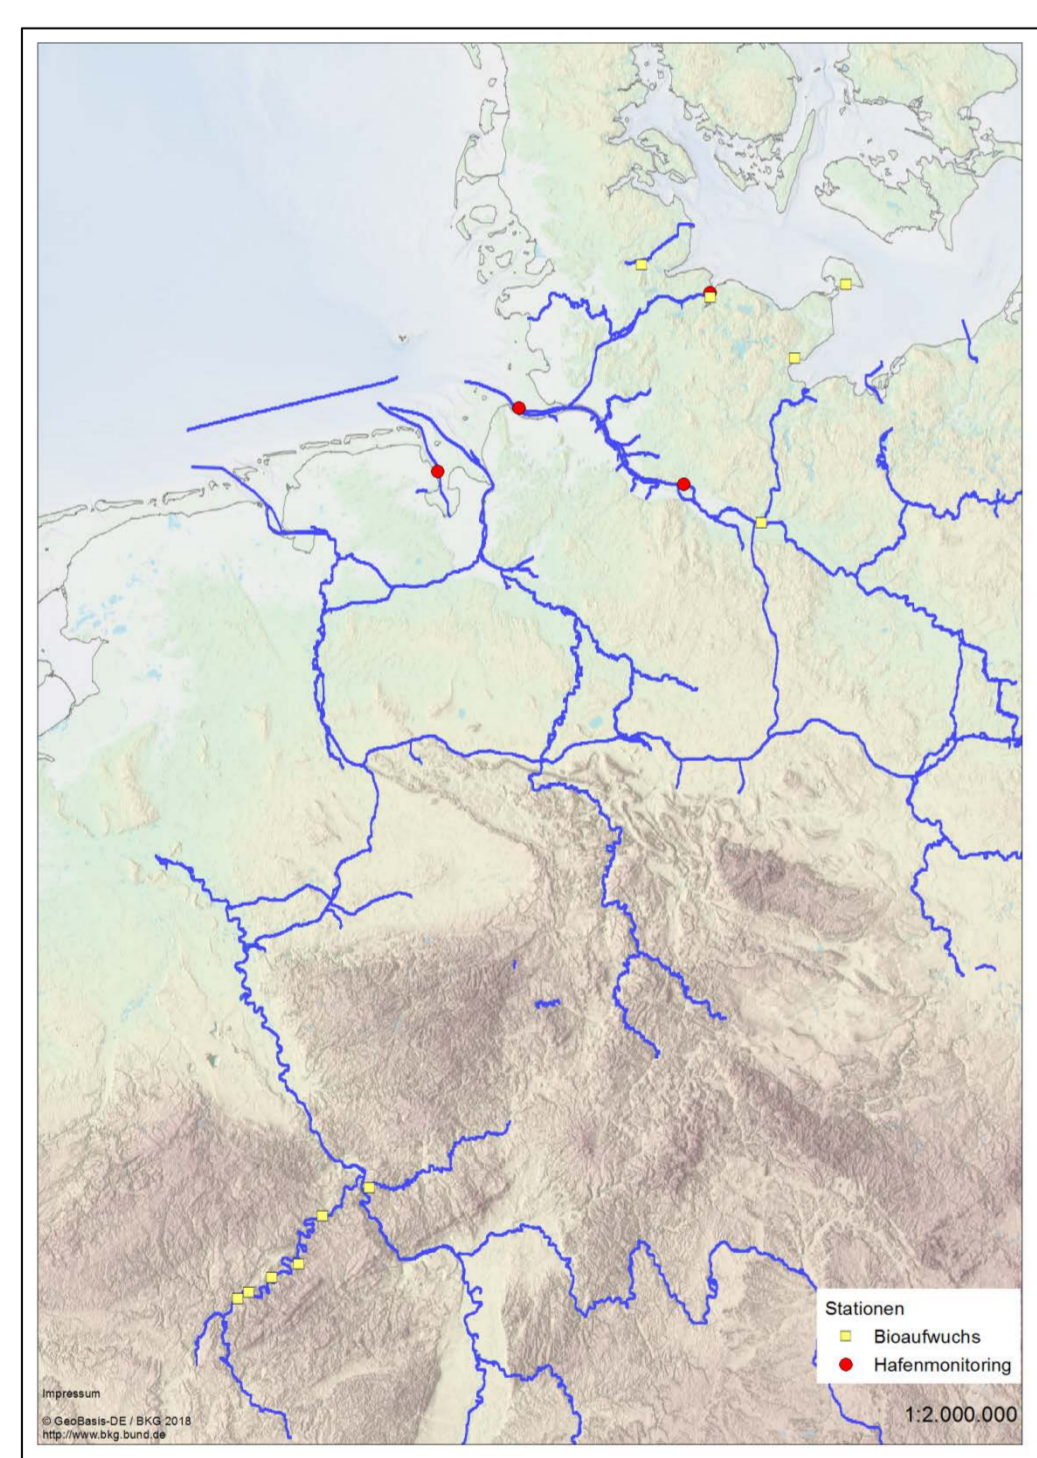 Stationen
Bioaufwuchs
Hafenmonitoring
1:2.000.000
Impressum
© GeoBasis-DE / BKG 2018
http://www.bkg.bund.de